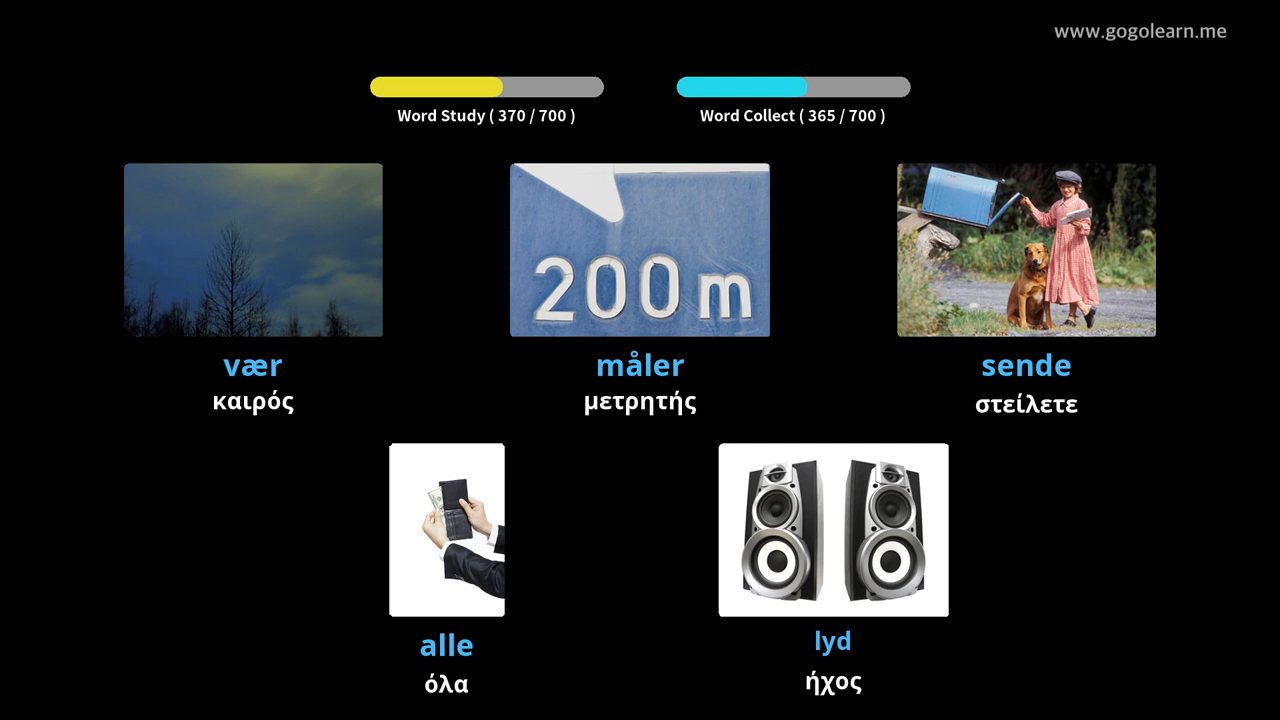 www.gogolearn.me
Word Study ( 370 / 700 )
Word Collect ( 365 / 700 )
200 m
vær
måler
sende
καιρός
μετρητής
στείλετε
alle
lyd
όλα
ήχος